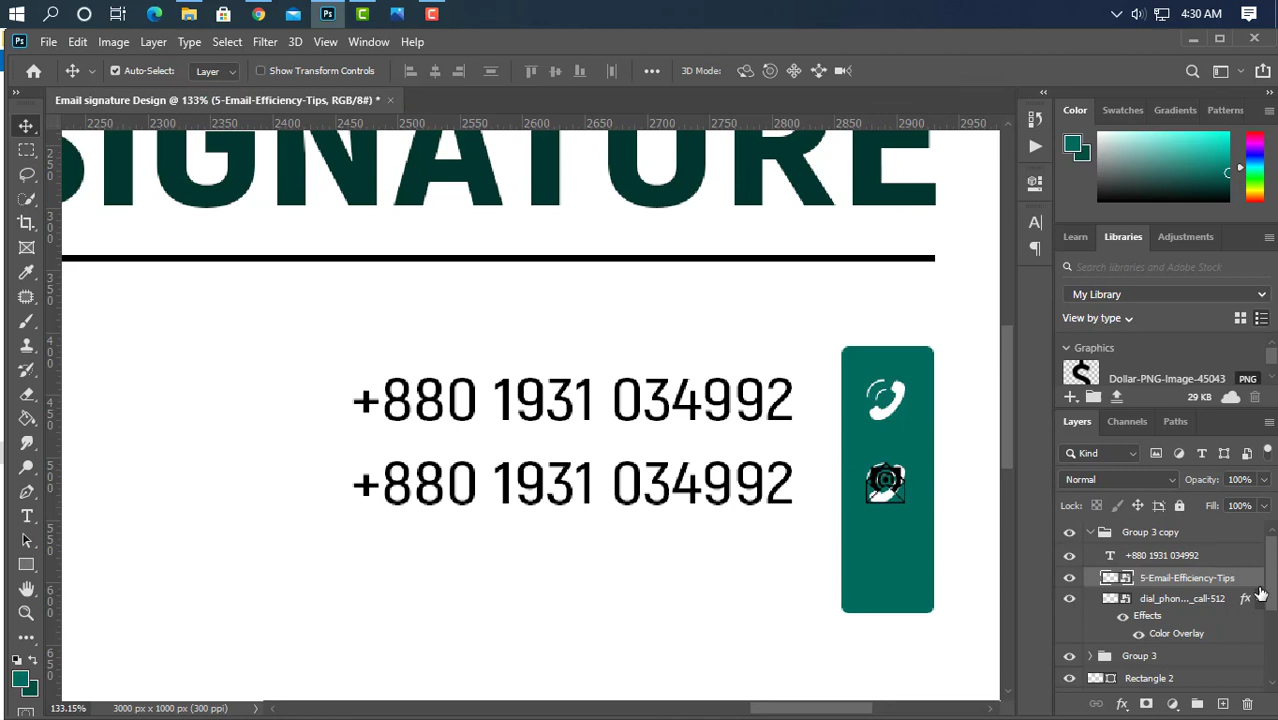 4:30 AM
Ps
File Edit Image Layer Type Select Filter 3D View Window Help
Auto-Select: Layer Show Transform Controls 3D Mode:
Email signature Design @ 133% (5-Email-Efficiency-Tips, RGB/8#) *
2250 2300 2350 2400 2450 2500 2550 2600 2650 2700 2750 2800 2850 2900 2950
SIGNATURE
+880 1931 034992
+880 1931 034992
133.15% 3000 px x 1000 px (300 ppi)
Color Swatches Gradients Patterns
Learn Libraries Adjustments
Search libraries and Adobe Stock
My Library
View by type
Graphics
Dollar-PNG-Image-45043 PNG
29 KB
Layers Channels Paths
Kind
Normal Opacity: 100%
Lock: Fill: 100%
Group 3 copy
T +880 1931 034992
5-Email-Efficiency-Tips
dial_phon..._call-512 fx
Effects
Color Overlay
Group 3
Rectangle 2
fx